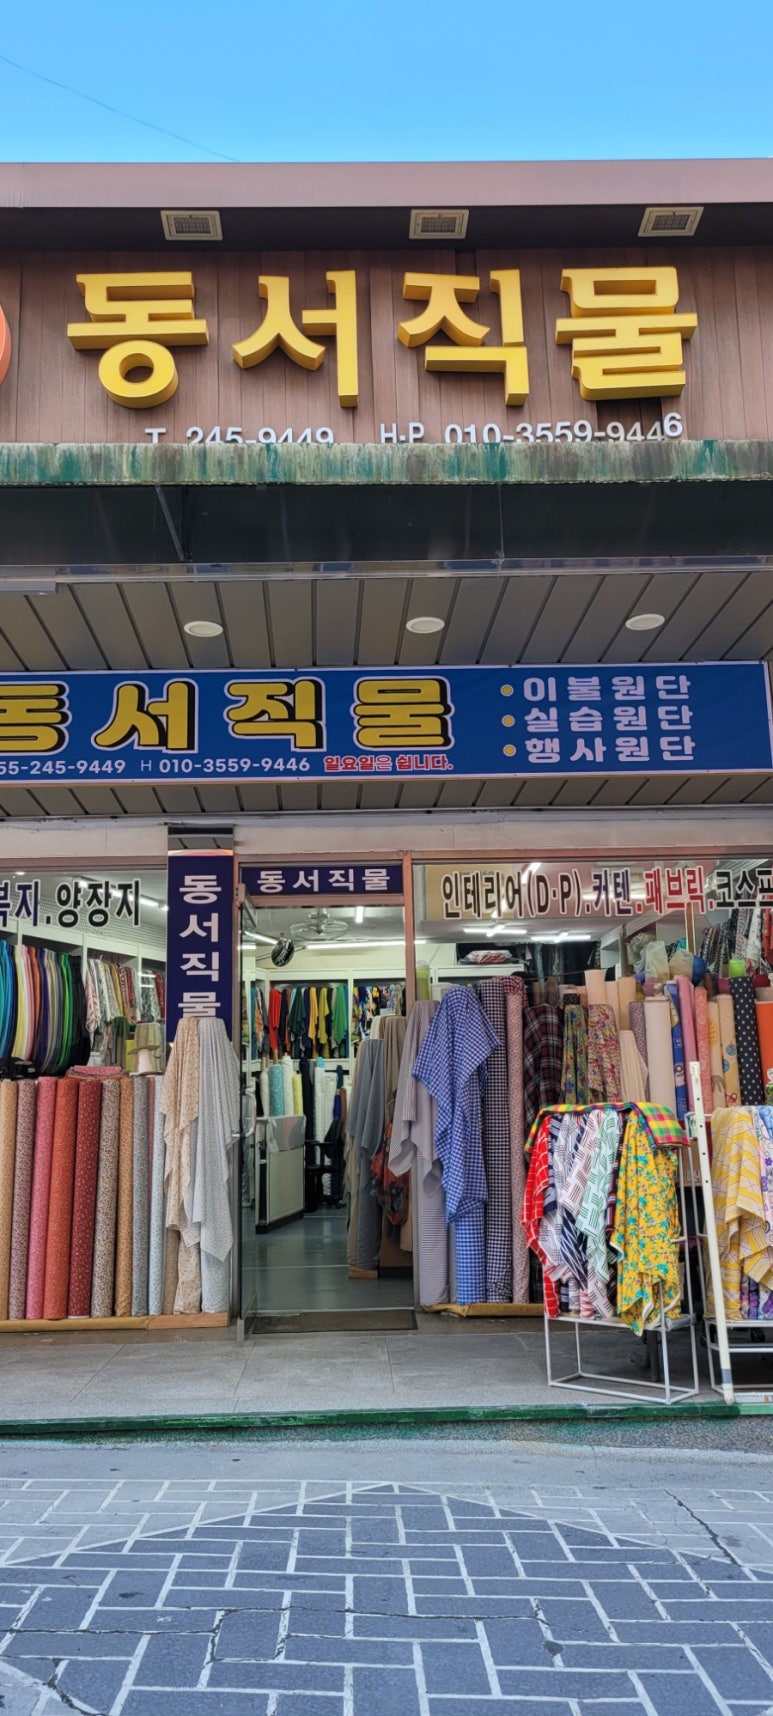 동서직물
T. 245-9449 H·P 010-3559-9446
동서직물
55-245-9449 H 010-3559-9446 일요일은 쉽니다.
• 이불원단
• 실습원단
• 행사원단
복지.양장지
동서직물
동서직물
인테리어(D·P).커텐.패브릭.코스프